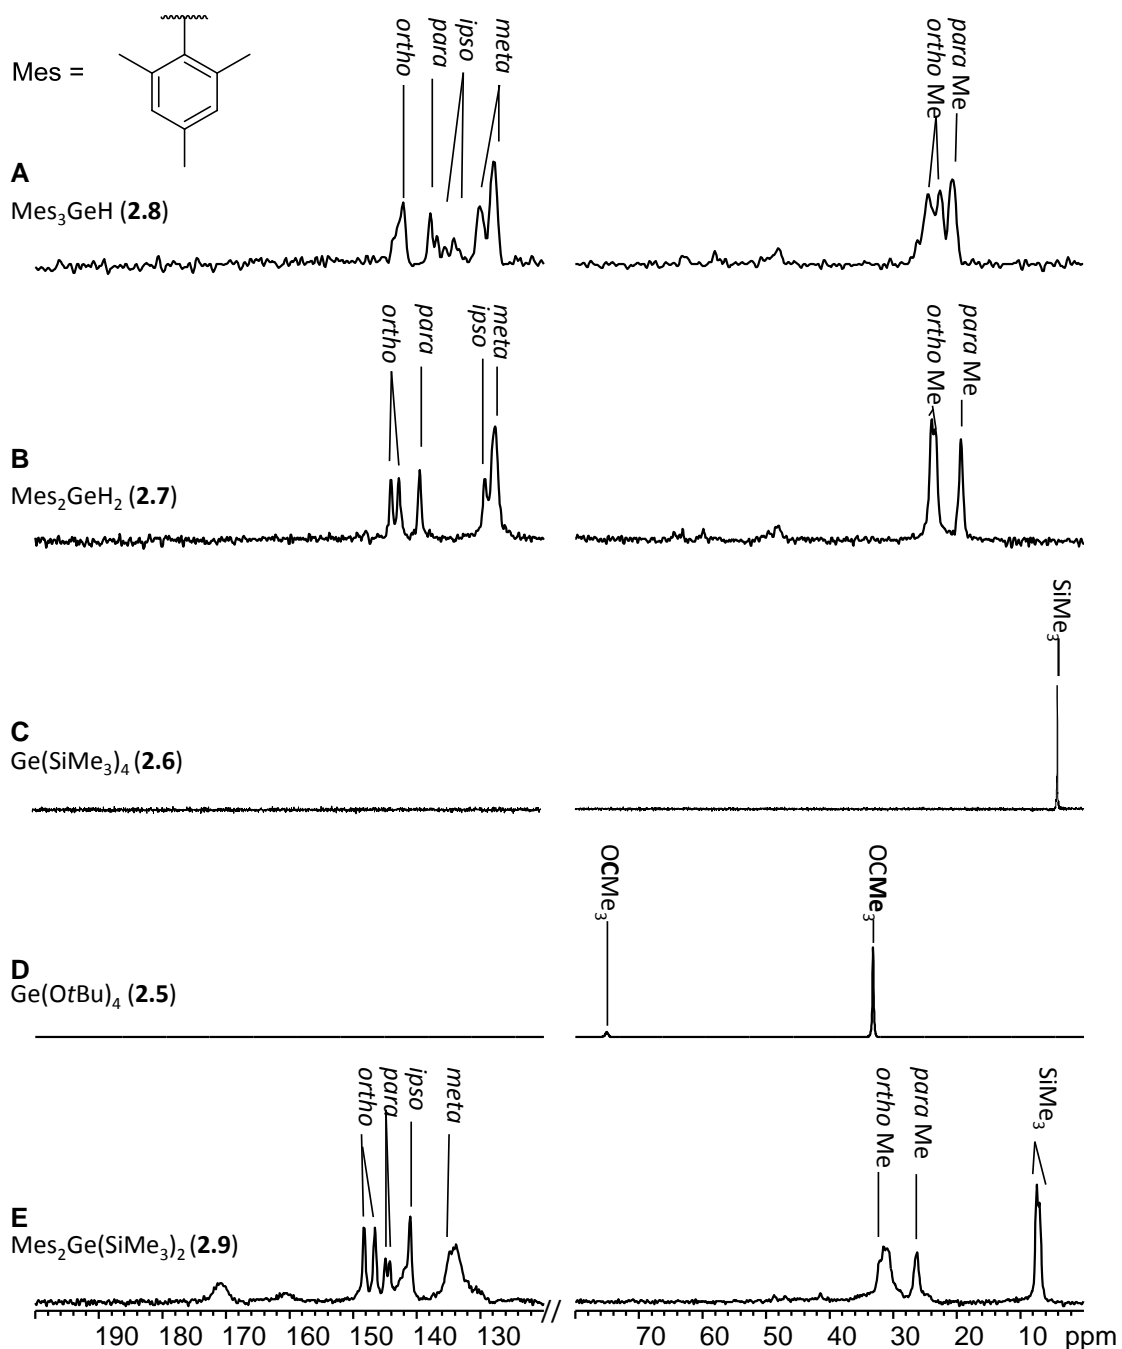 Mes =
ortho
para
ipso
meta
ortho Me
para Me
A
Mes3GeH (2.8)
ortho
para
ipso
meta
ortho Me
para Me
B
Mes2GeH2 (2.7)
SiMe3
C
Ge(SiMe3)4 (2.6)
OCMe3
OCMe3
D
Ge(OtBu)4 (2.5)
ortho
para
ipso
meta
ortho Me
para Me
SiMe3
E
Mes2Ge(SiMe3)2 (2.9)
190 180 170 160 150 140 130 // 70 60 50 40 30 20 10 ppm